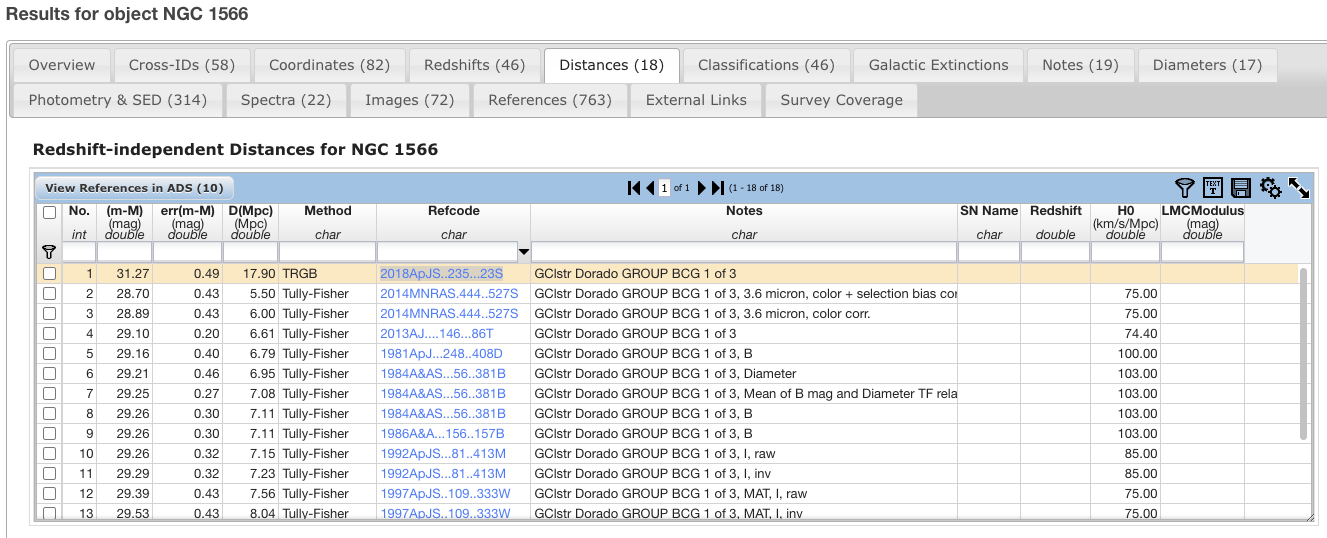 Results for object NGC 1566
Overview Cross-IDs (58) Coordinates (82) Redshifts (46) Distances (18) Classifications (46) Galactic Extinctions Notes (19) Diameters (17)
Photometry & SED (314) Spectra (22) Images (72) References (763) External Links Survey Coverage
Redshift-independent Distances for NGC 1566
View References in ADS (10) 1 of 1 (1 - 18 of 18) TEXT
No. (m-M) err(m-M) D(Mpc) Method Refcode Notes SN Name Redshift H0 LMCModulus
(mag) (mag) (Mpc) (km/s/Mpc) (mag)
int double double double char char char char double double double
1 31.27 0.49 17.90 TRGB 2018ApJS..235...23S GClstr Dorado GROUP BCG 1 of 3
2 28.70 0.43 5.50 Tully-Fisher 2014MNRAS.444..527S GClstr Dorado GROUP BCG 1 of 3, 3.6 micron, color + selection bias cor 75.00
3 28.89 0.43 6.00 Tully-Fisher 2014MNRAS.444..527S GClstr Dorado GROUP BCG 1 of 3, 3.6 micron, color corr. 75.00
4 29.10 0.20 6.61 Tully-Fisher 2013AJ....146...86T GClstr Dorado GROUP BCG 1 of 3 74.40
5 29.16 0.40 6.79 Tully-Fisher 1981ApJ...248..408D GClstr Dorado GROUP BCG 1 of 3, B 100.00
6 29.21 0.46 6.95 Tully-Fisher 1984A&AS...56..381B GClstr Dorado GROUP BCG 1 of 3, Diameter 103.00
7 29.25 0.27 7.08 Tully-Fisher 1984A&AS...56..381B GClstr Dorado GROUP BCG 1 of 3, Mean of B mag and Diameter TF rela 103.00
8 29.26 0.30 7.11 Tully-Fisher 1984A&AS...56..381B GClstr Dorado GROUP BCG 1 of 3, B 103.00
9 29.26 0.30 7.11 Tully-Fisher 1986A&A...156..157B GClstr Dorado GROUP BCG 1 of 3, B 103.00
10 29.26 0.32 7.15 Tully-Fisher 1992ApJS...81..413M GClstr Dorado GROUP BCG 1 of 3, I, raw 85.00
11 29.29 0.32 7.23 Tully-Fisher 1992ApJS...81..413M GClstr Dorado GROUP BCG 1 of 3, I, inv 85.00
12 29.39 0.43 7.56 Tully-Fisher 1997ApJS..109..333W GClstr Dorado GROUP BCG 1 of 3, MAT, I, raw 75.00
13 29.53 0.43 8.04 Tully-Fisher 1997ApJS..109..333W GClstr Dorado GROUP BCG 1 of 3, MAT, I, inv 75.00